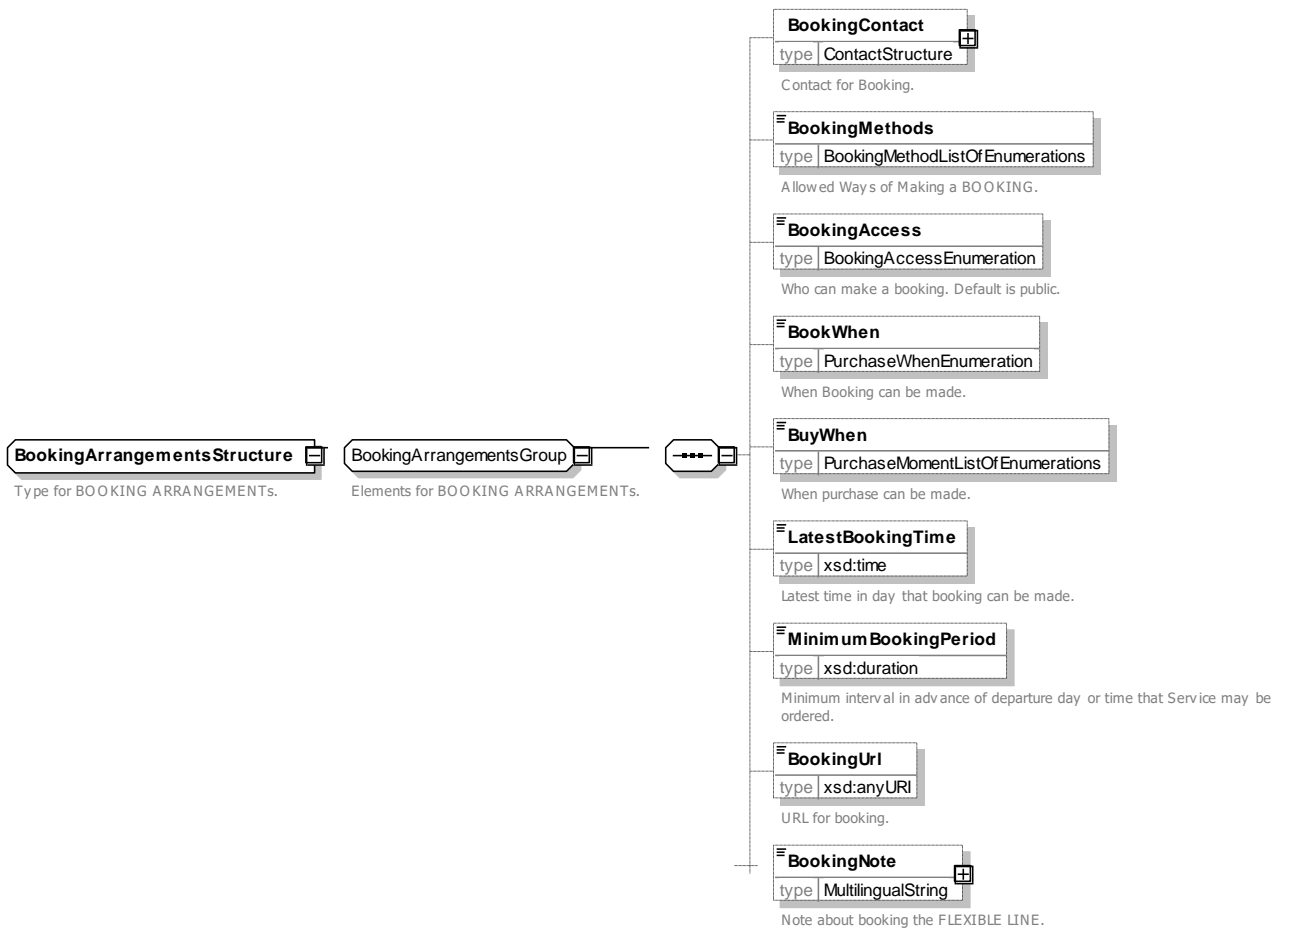 BookingContact
type ContactStructure
Contact for Booking.
BookingMethods
type BookingMethodListOfEnumerations
Allowed Ways of Making a BOOKING.
BookingAccess
type BookingAccessEnumeration
Who can make a booking. Default is public.
BookWhen
type PurchaseWhenEnumeration
When Booking can be made.
BookingArrangementsStructure
Type for BOOKING ARRANGEMENTs.
BookingArrangementsGroup
Elements for BOOKING ARRANGEMENTs.
BuyWhen
type PurchaseMomentListOfEnumerations
When purchase can be made.
LatestBookingTime
type xsd:time
Latest time in day that booking can be made.
MinimumBookingPeriod
type xsd:duration
Minimum interval in advance of departure day or time that Service may be
ordered.
BookingUrl
type xsd:anyURI
URL for booking.
BookingNote
type MultilingualString
Note about booking the FLEXIBLE LINE.